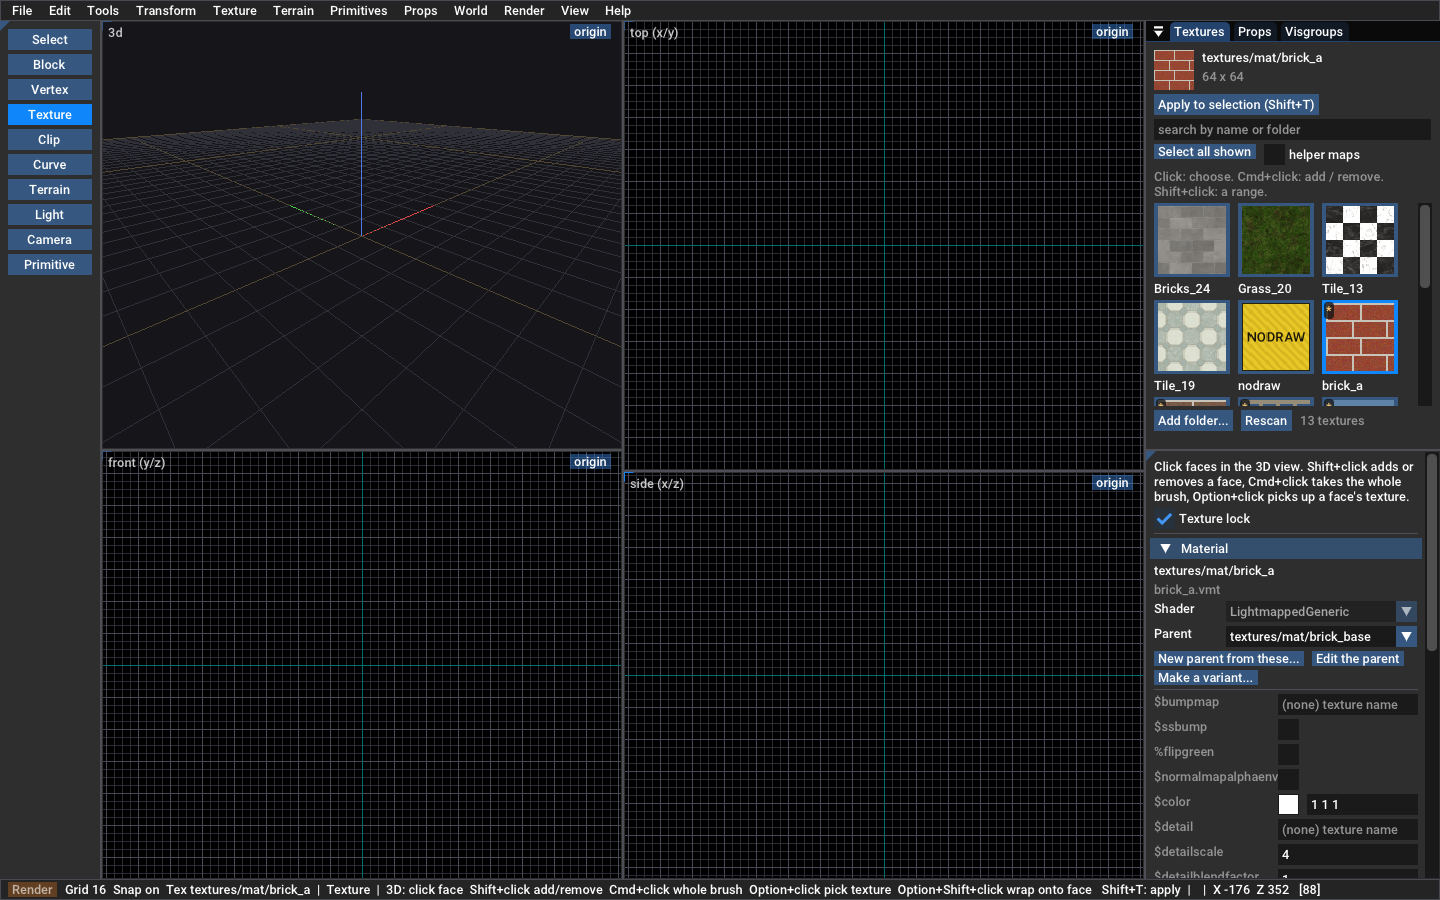 File Edit Tools Transform Texture Terrain Primitives Props World Render View Help
Select
Block
Vertex
Texture
Clip
Curve
Terrain
Light
Camera
Primitive
3d origin
top (x/y) origin
front (y/z) origin
side (x/z) origin
Textures Props Visgroups
textures/mat/brick_a
64 x 64
Apply to selection (Shift+T)
search by name or folder
Select all shown helper maps
Click: choose. Cmd+click: add / remove.
Shift+click: a range.
NODRAW
Bricks_24 Grass_20 Tile_13
Tile_19 nodraw brick_a
Add folder... Rescan 13 textures
Click faces in the 3D view. Shift+click adds or
removes a face, Cmd+click takes the whole
brush, Option+click picks up a face's texture.
Texture lock
Material
textures/mat/brick_a
brick_a.vmt
Shader LightmappedGeneric
Parent textures/mat/brick_base
New parent from these... Edit the parent
Make a variant...
$bumpmap (none) texture name
$ssbump
%flipgreen
$normalmapalphaenv
$color 1 1 1
$detail (none) texture name
$detailscale 4
$detailblendfactor 1
Render Grid 16 Snap on Tex textures/mat/brick_a | Texture | 3D: click face Shift+click add/remove Cmd+click whole brush Option+click pick texture Option+Shift+click wrap onto face Shift+T: apply | | X -176 Z 352 [88]